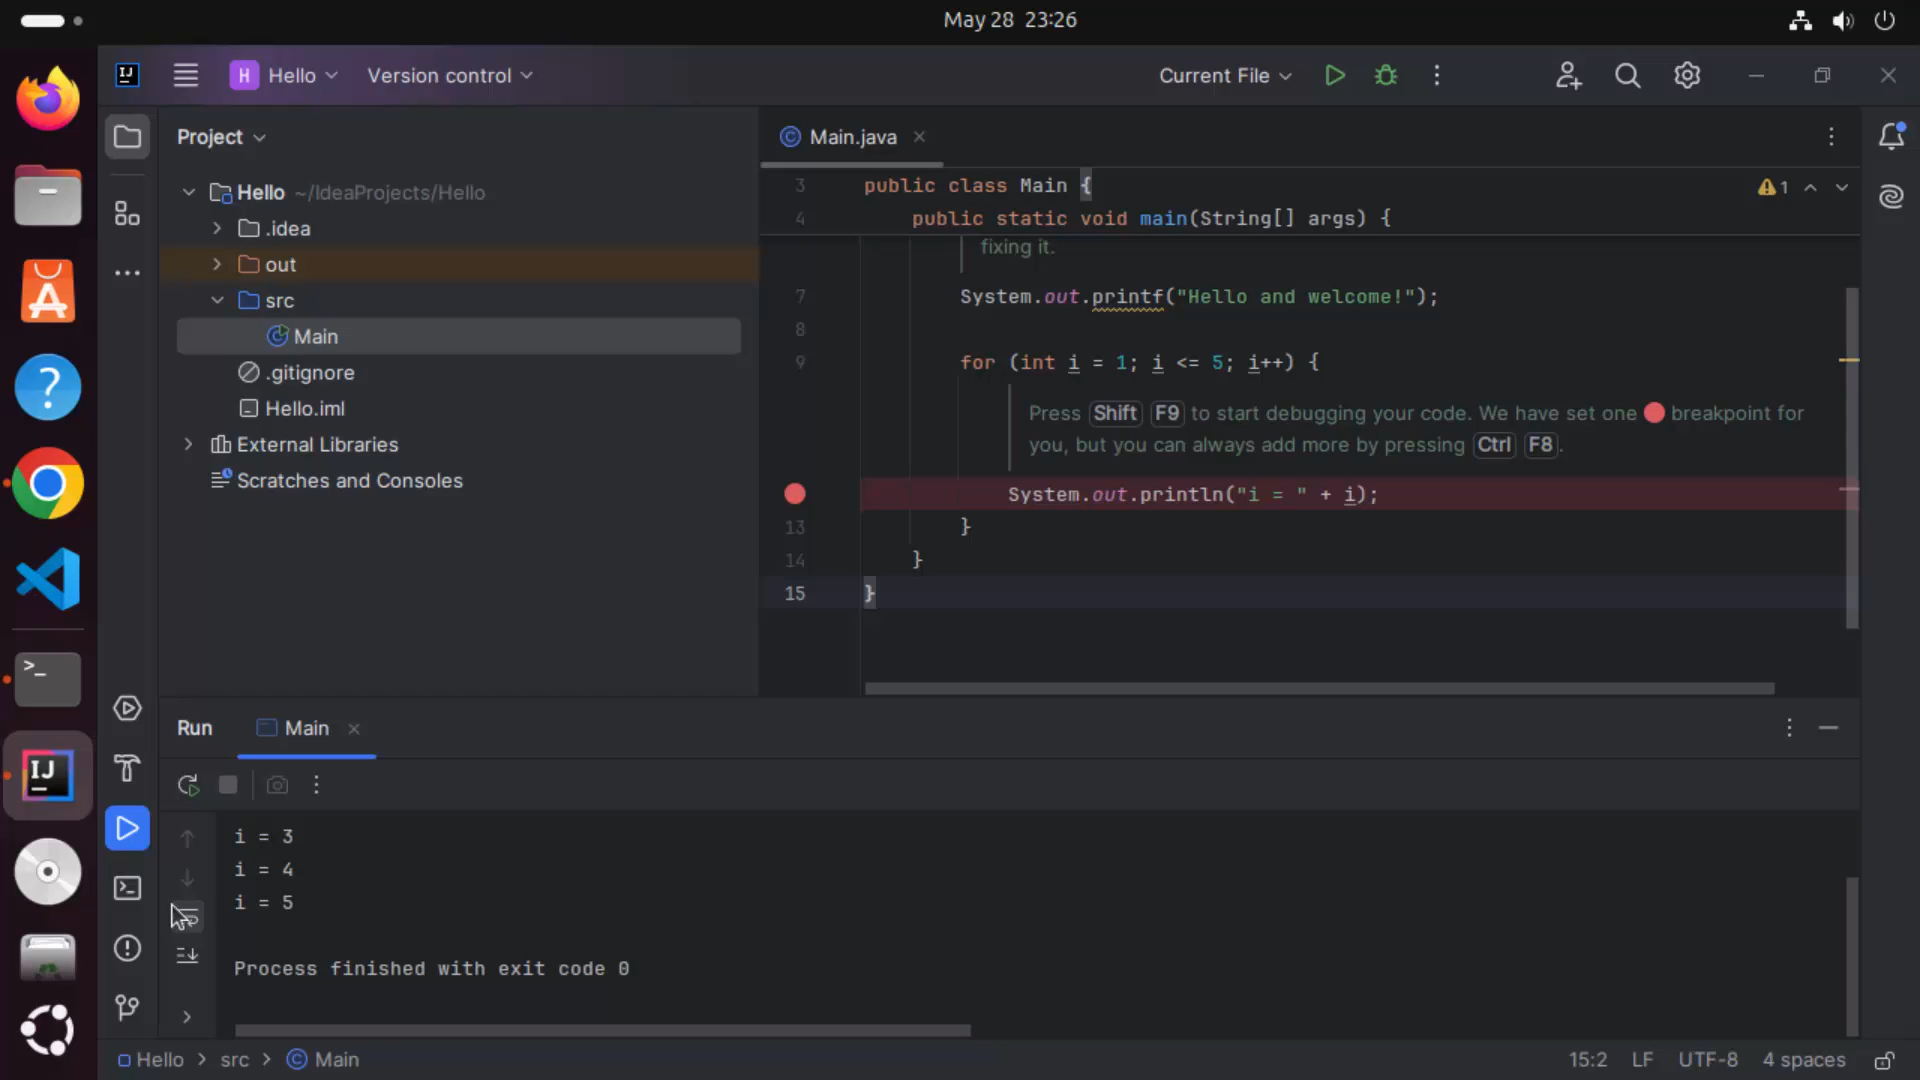 May 28 23:26
H Hello Version control
Current File
Project
Main.java
Hello ~/IdeaProjects/Hello
.idea
out
src
Main
.gitignore
Hello.iml
External Libraries
Scratches and Consoles
3 public class Main {
1
4 public static void main(String[] args) {
fixing it.
7 System.out.printf("Hello and welcome!");
8
9 for (int i = 1; i <= 5; i++) {
Press Shift F9 to start debugging your code. We have set one breakpoint for
you, but you can always add more by pressing Ctrl F8.
System.out.println("i = " + i);
13 }
14 }
15 }
Run Main
i = 3
i = 4
i = 5
Process finished with exit code 0
Hello > src > Main
15:2 LF UTF-8 4 spaces